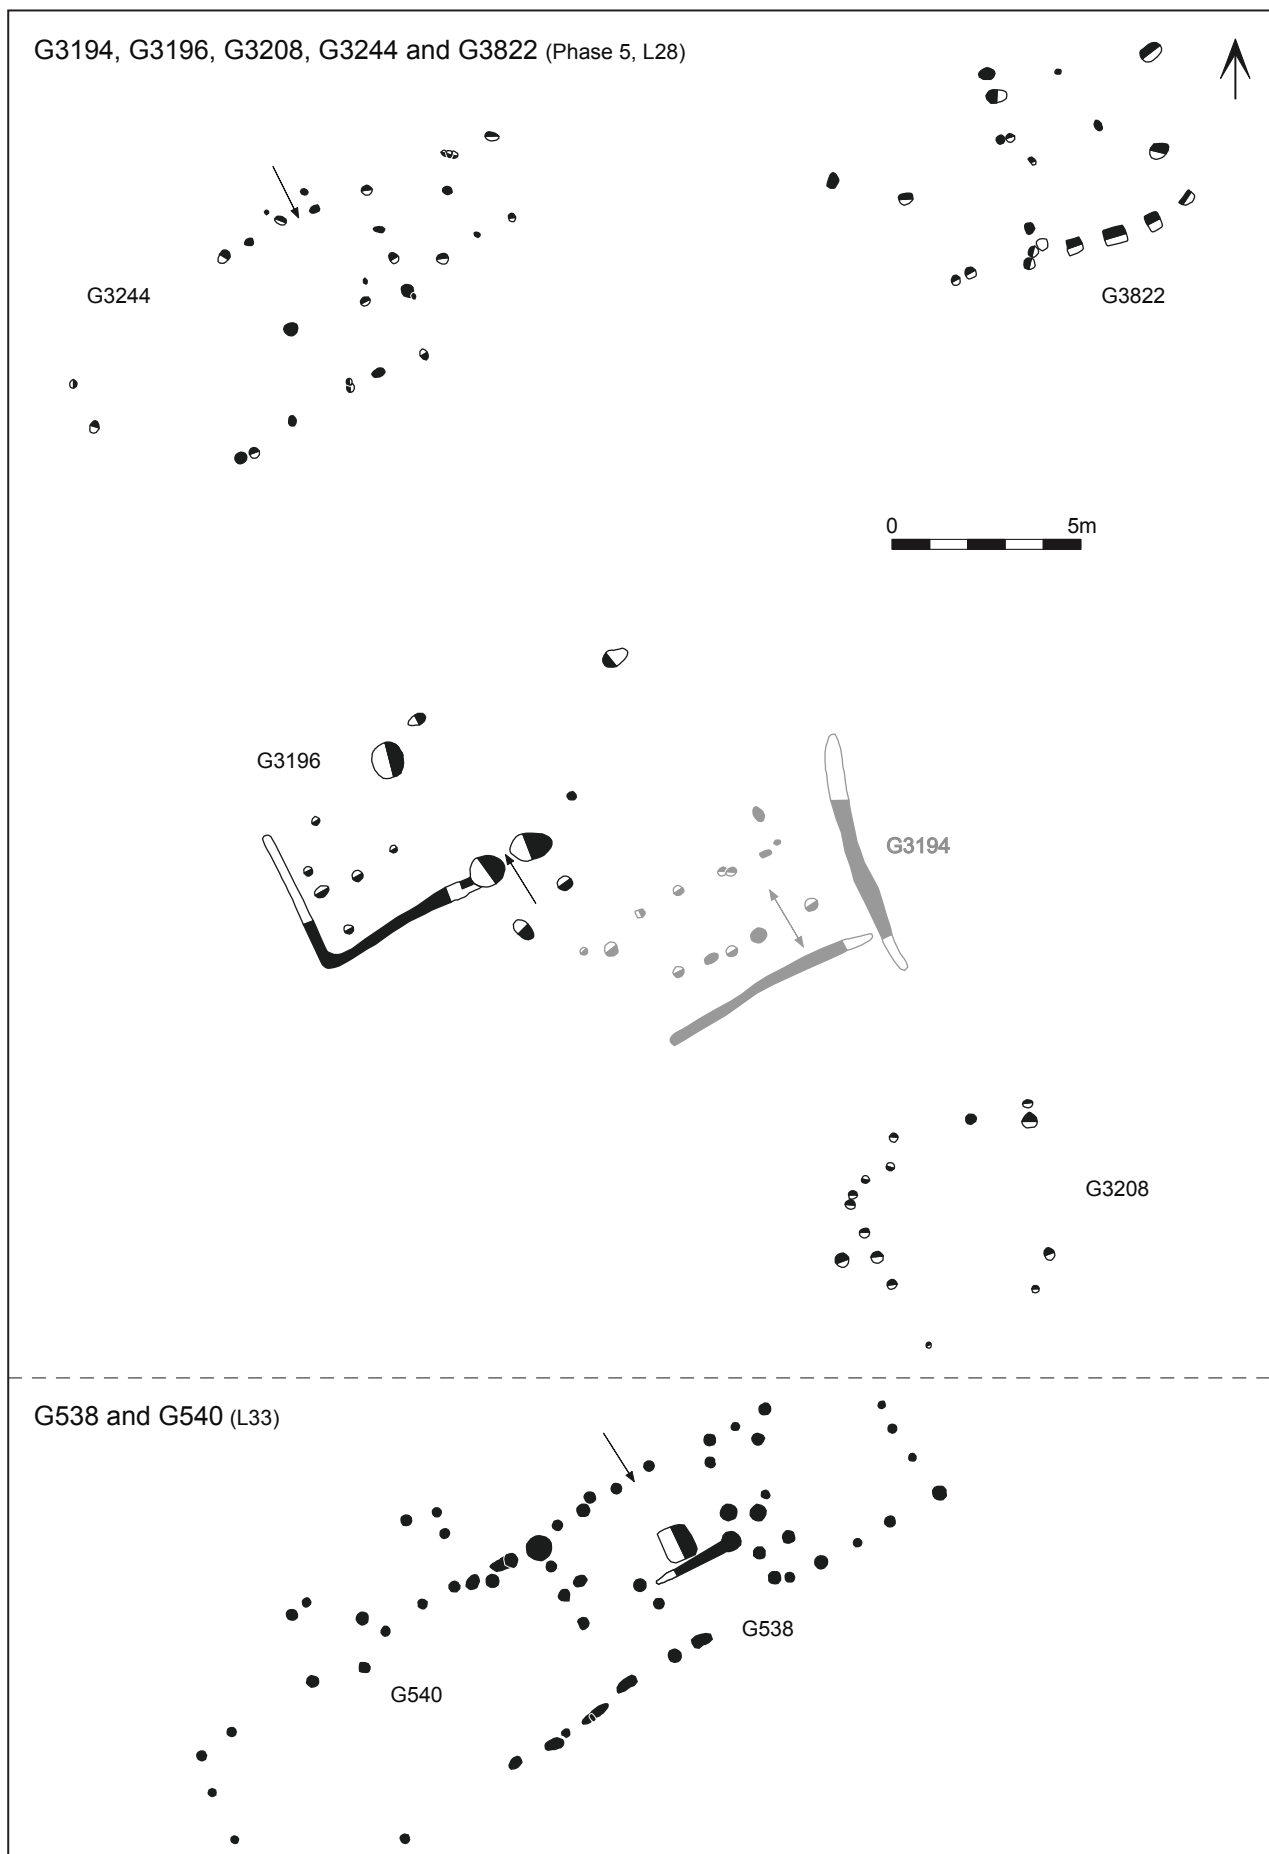 G3194, G3196, G3208, G3244 and G3822 (Phase 5, L28)
G3244
G3822
0 5m
G3196
G3194
G3208
G538 and G540 (L33)
G538
G540